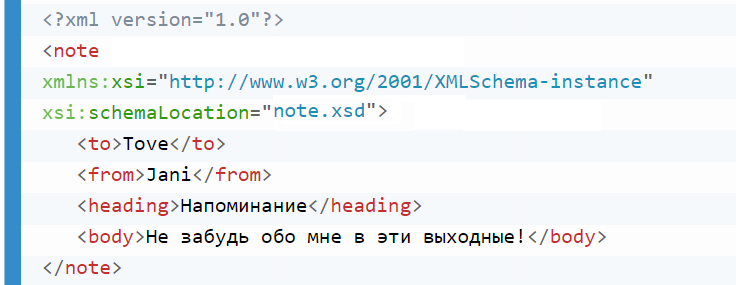 <?xml version="1.0"?>
<note
xmlns:xsi="http://www.w3.org/2001/XMLSchema-instance"
xsi:schemaLocation="note.xsd">
<to>Tove</to>
<from>Jani</from>
<heading>Напоминание</heading>
<body>Не забудь обо мне в эти выходные!</body>
</note>